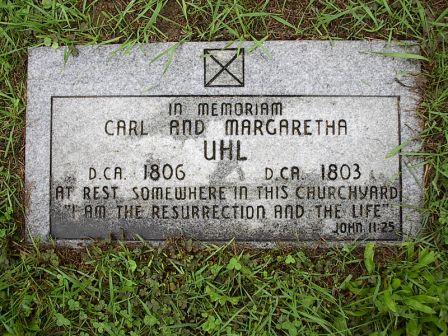 IN MEMORIAM
CARL AND MARGARETHA
UHL
D.CA. 1806 D.CA. 1803
AT REST SOMEWHERE IN THIS CHURCHYARD
"I AM THE RESURRECTION AND THE LIFE"
JOHN 11:25